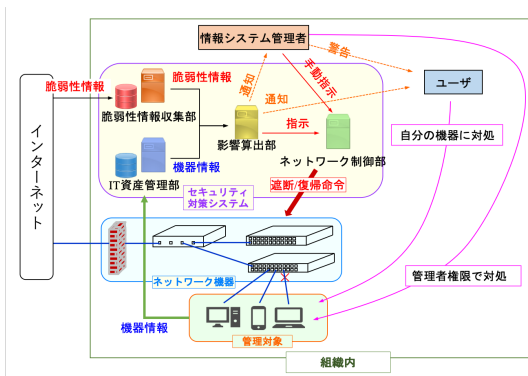 情報システム管理者
警告
脆弱性情報
脆弱性情報
通知
手動指示
通知
ユーザ
脆弱性情報収集部
影響算出部
指示
自分の機器に対処
インターネット
機器情報
ネットワーク制御部
IT資産管理部
セキュリティ
対策システム
遮断/復帰命令
ネットワーク機器
管理者権限で対処
機器情報
管理対象
組織内